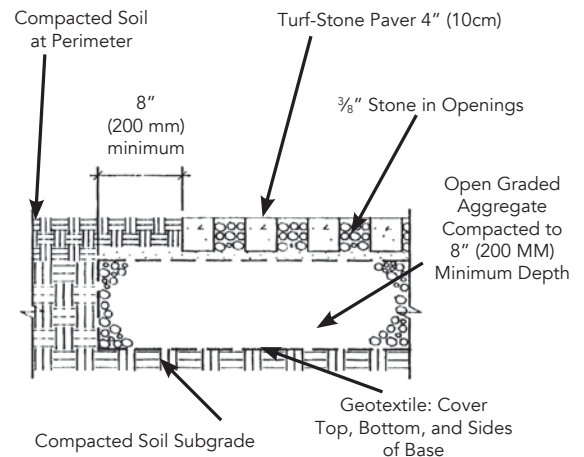 Compacted Soil
at Perimeter
Turf-Stone Paver 4” (10cm)
8”
(200 mm)
minimum
⅜” Stone in Openings
Open Graded
Aggregate
Compacted to
8” (200 MM)
Minimum Depth
Geotextile: Cover
Top, Bottom, and Sides
of Base
Compacted Soil Subgrade